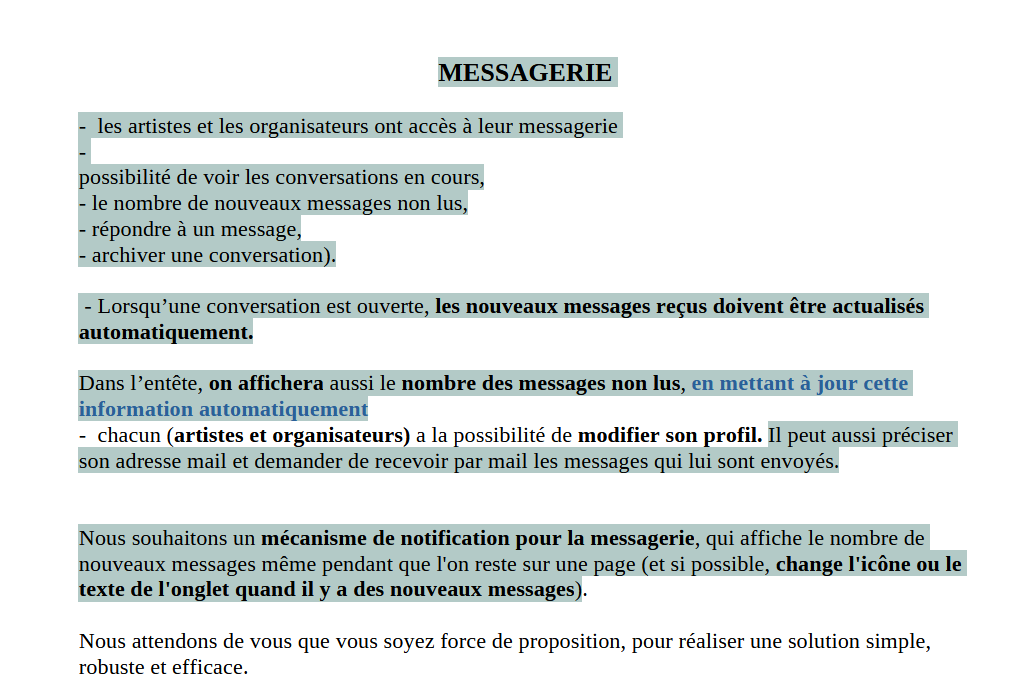 MESSAGERIE
-  les artistes et les organisateurs ont accès à leur messagerie
-
possibilité de voir les conversations en cours,
- le nombre de nouveaux messages non lus,
- répondre à un message,
- archiver une conversation).
- Lorsqu’une conversation est ouverte, les nouveaux messages reçus doivent être actualisés
automatiquement.
Dans l’entête, on affichera aussi le nombre des messages non lus, en mettant à jour cette
information automatiquement
-  chacun (artistes et organisateurs) a la possibilité de modifier son profil. Il peut aussi préciser
son adresse mail et demander de recevoir par mail les messages qui lui sont envoyés.
Nous souhaitons un mécanisme de notification pour la messagerie, qui affiche le nombre de
nouveaux messages même pendant que l'on reste sur une page (et si possible, change l'icône ou le
texte de l'onglet quand il y a des nouveaux messages).
Nous attendons de vous que vous soyez force de proposition, pour réaliser une solution simple,
robuste et efficace.